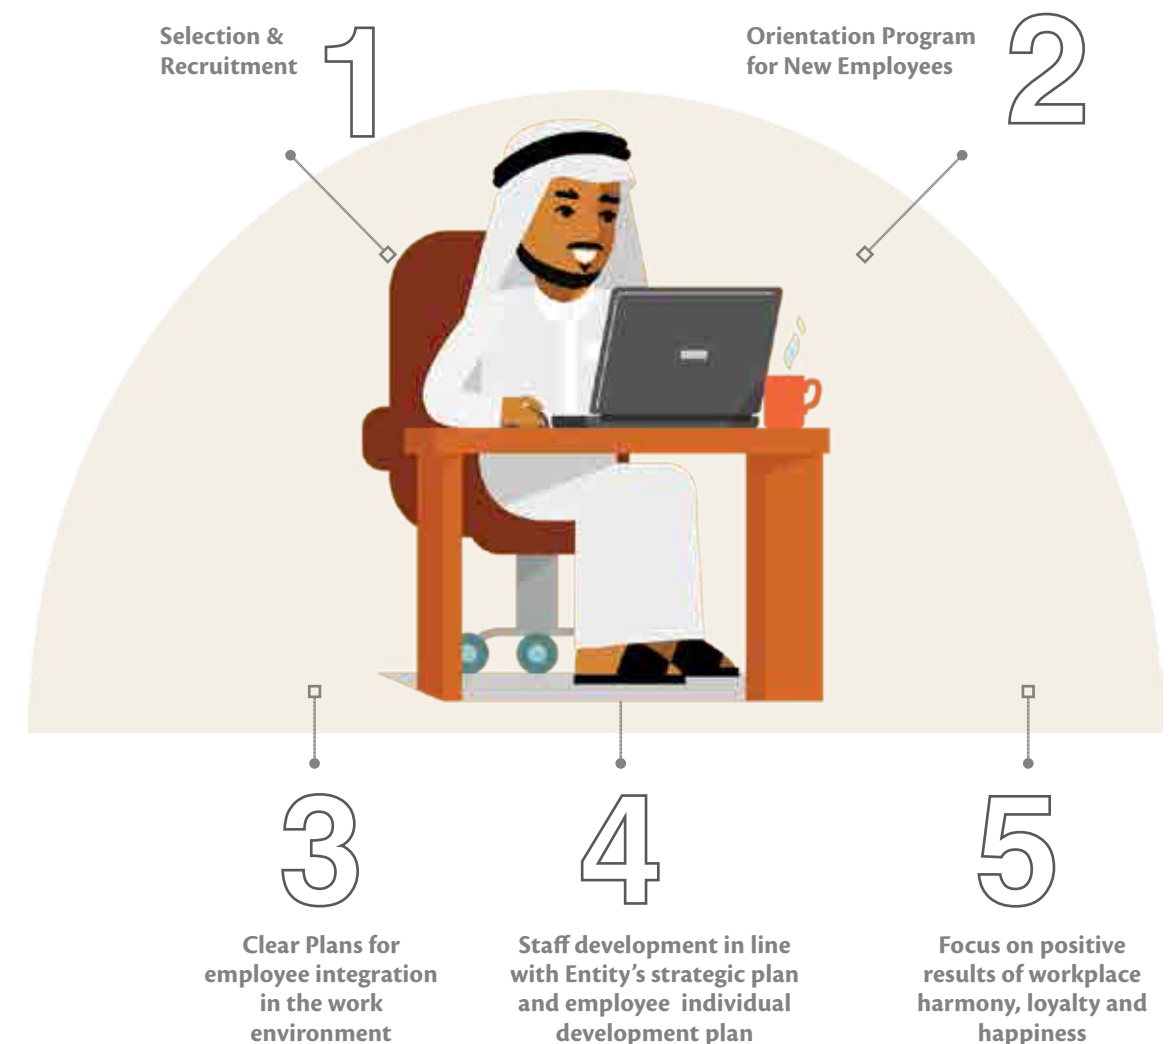 Selection &
Recruitment
1
Orientation Program
for New Employees
2
3
Clear Plans for
employee integration
in the work
environment
4
Staff development in line
with Entity’s strategic plan
and employee individual
development plan
5
Focus on positive
results of workplace
harmony, loyalty and
happiness